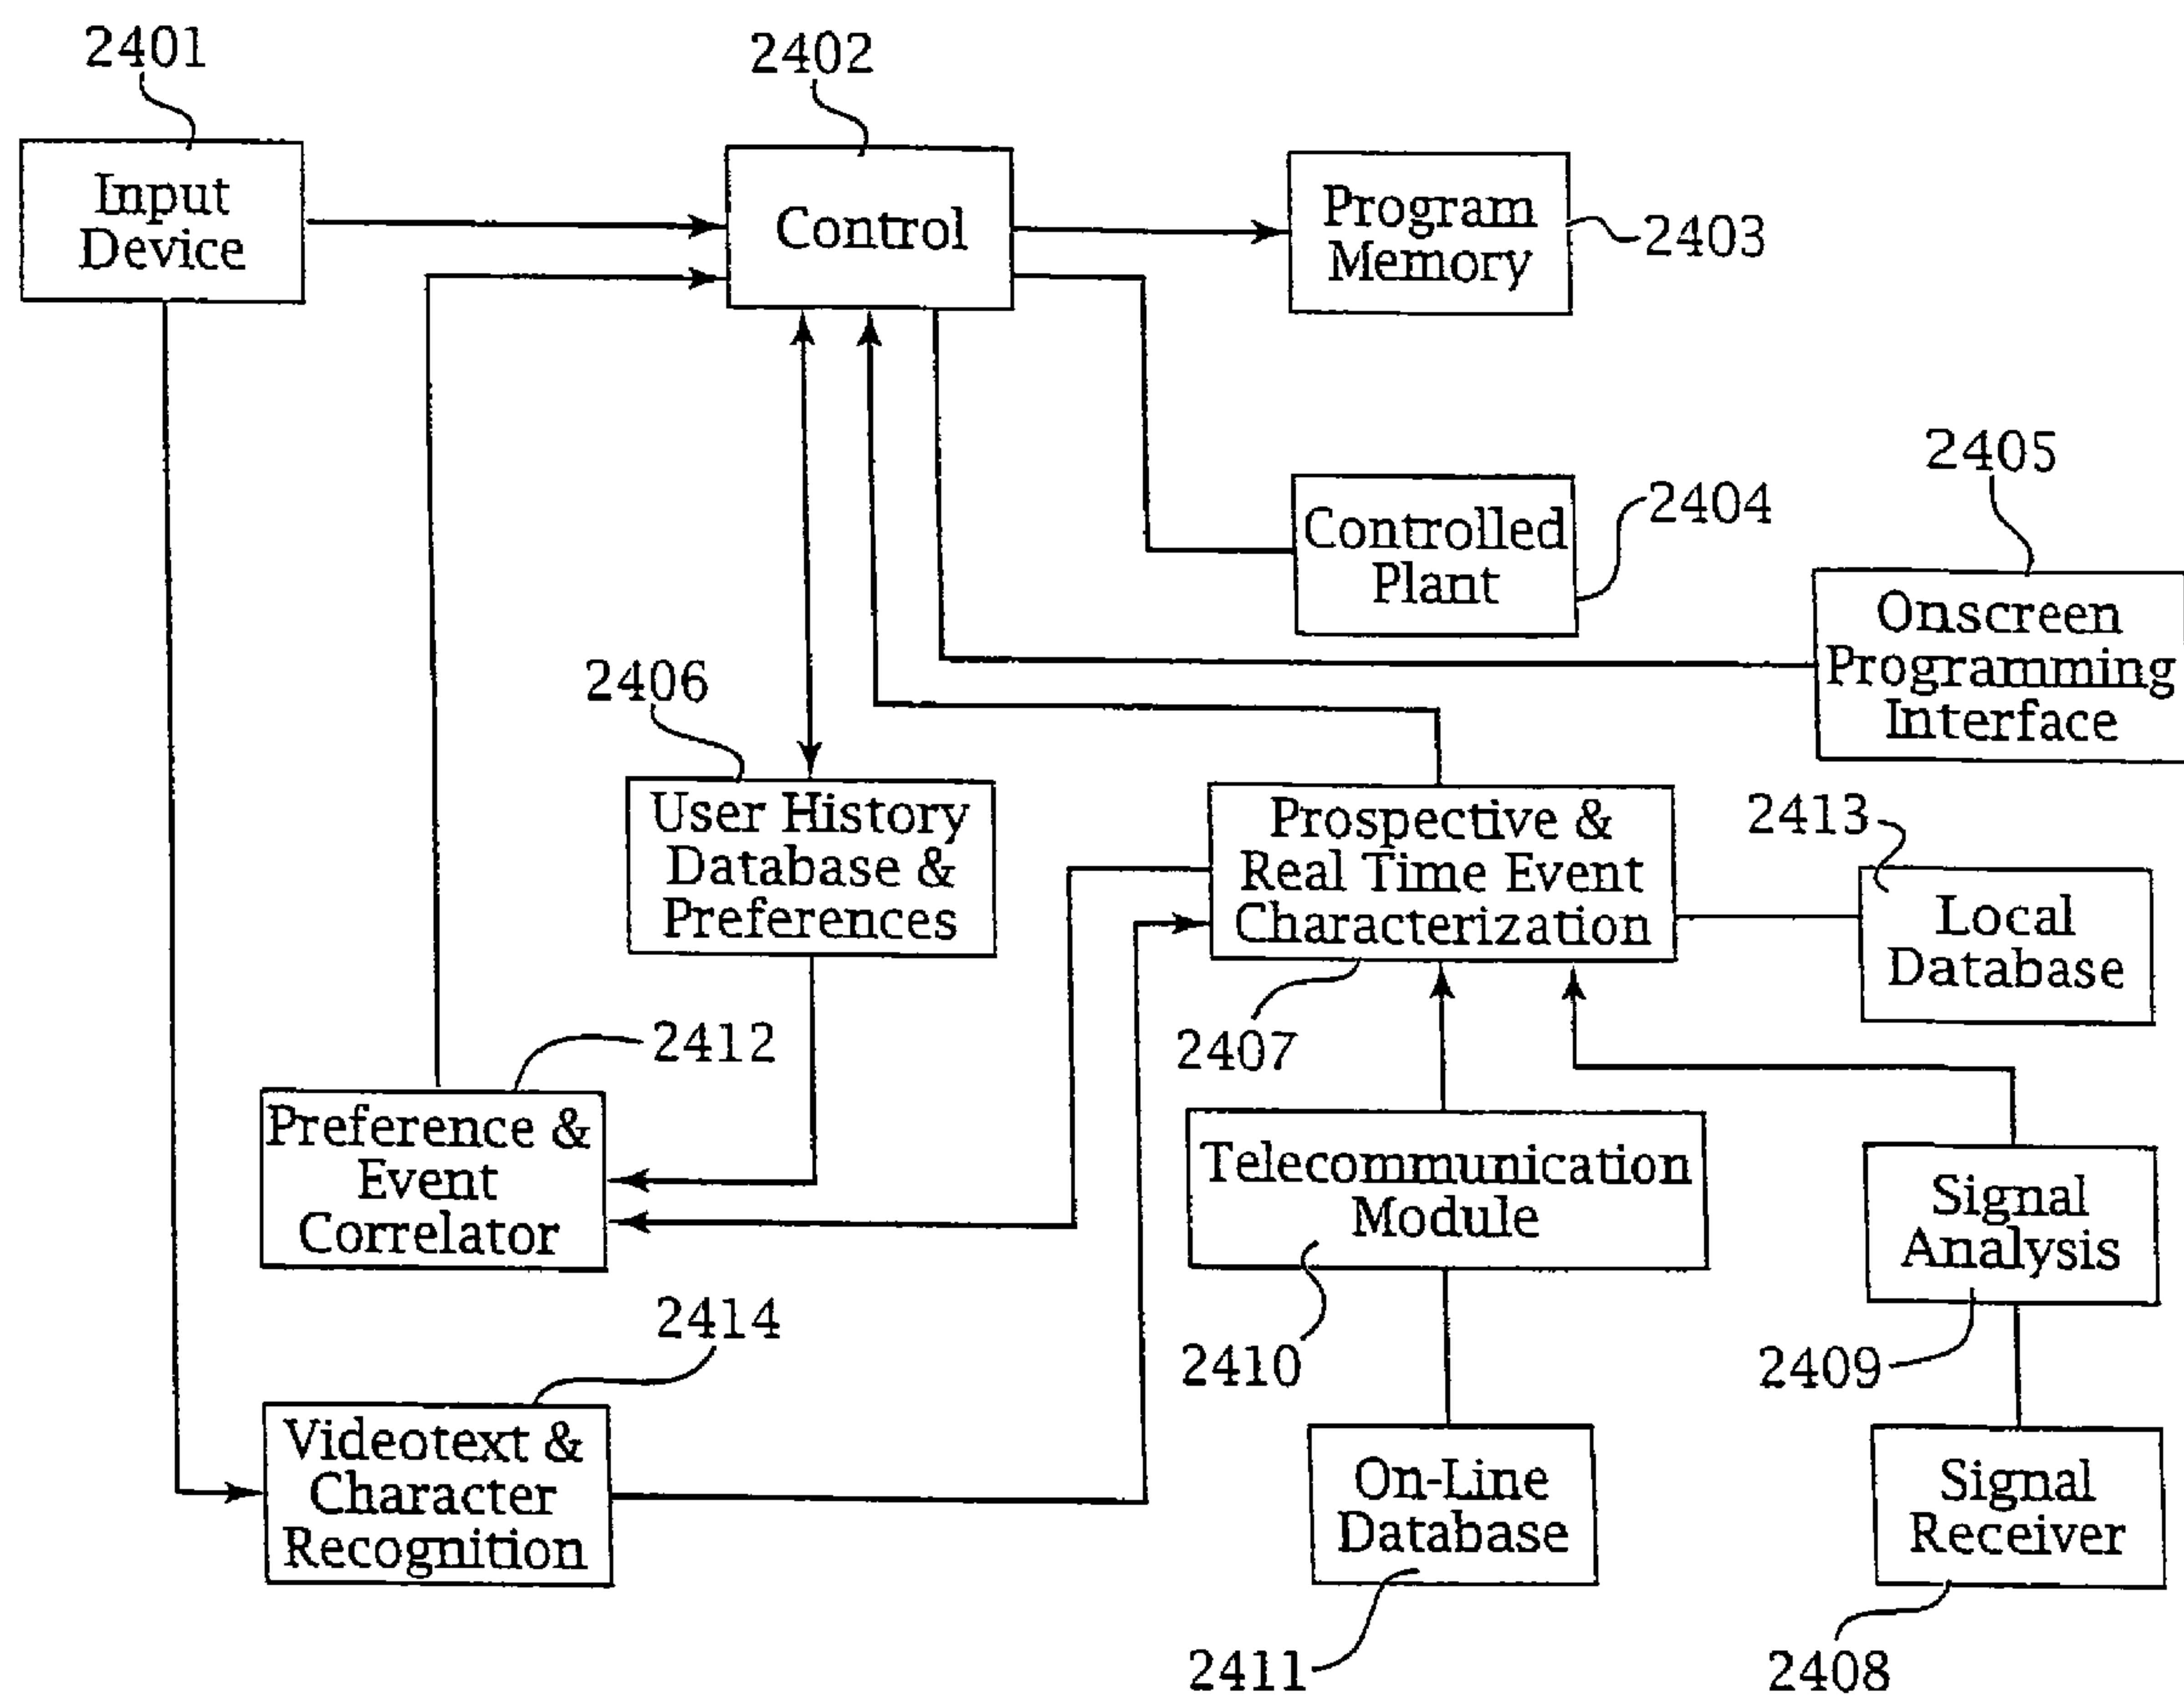 2401
2402
Input
Device
Control
Program
Memory
2403
2405
2404
Controlled
Plant
Onscreen
Programming
Interface
2406
User History
Database &
Preferences
Prospective &
Real Time Event
Characterization
2413
Local
Database
2407
2412
Preference &
Event
Correlator
Telecommunication
Module
Signal
Analysis
2414
2410
2409
Videotext &
Character
Recognition
On-Line
Database
Signal
Receiver
2411
2408